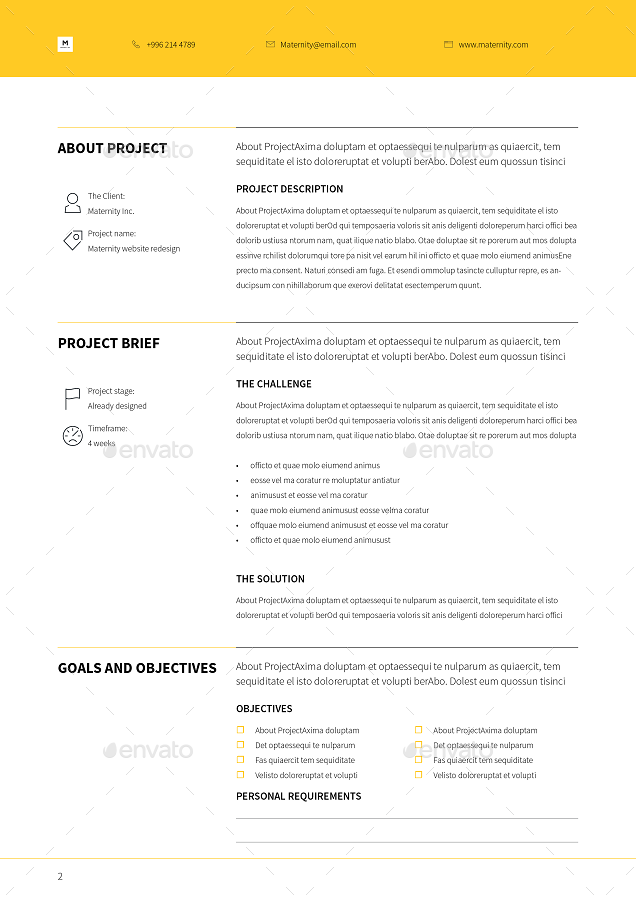 M
+996 214 4789
Maternity@email.com
www.maternity.com
ABOUT PROJECT
About ProjectAxima doluptam et optaessequi te nulparum as quiaercit, tem
sequiditate el isto doloreruptat et volupti berAbo. Dolest eum quossun tisinci
The Client:
Maternity Inc.
Project name:
Maternity website redesign
PROJECT DESCRIPTION
About ProjectAxima doluptam et optaessequi te nulparum as quiaercit, tem sequiditate el isto
doloreruptat et volupti berOd qui temposaeria voloris sit anis deligenti doloreperum harci offici bea
dolorib ustiusa ntorum nam, quat ilique natio blabo. Otae doluptae sit re porerum aut mos dolupta
essinve rchilist dolorumqui tore pa nisit vel earum hil ini officto et quae molo eiumend animusEne
precto ma consent. Naturi consedi am fuga. Et esendi ommolup tasincte culluptur repre, es an-
ducipsum con nihillaborum que exerovi delitatat esectemperum quunt.
PROJECT BRIEF
About ProjectAxima doluptam et optaessequi te nulparum as quiaercit, tem
sequiditate el isto doloreruptat et volupti berAbo. Dolest eum quossun tisinci
Project stage:
Already designed
Timeframe:
4 weeks
THE CHALLENGE
About ProjectAxima doluptam et optaessequi te nulparum as quiaercit, tem sequiditate el isto
doloreruptat et volupti berOd qui temposaeria voloris sit anis deligenti doloreperum harci offici bea
dolorib ustiusa ntorum nam, quat ilique natio blabo. Otae doluptae sit re porerum aut mos dolupta
• officto et quae molo eiumend animus
• eosse vel ma coratur re moluptatur antiatur
• animusust et eosse vel ma coratur
• quae molo eiumend animusust eosse velma coratur
• offquae molo eiumend animusust et eosse vel ma coratur
• officto et quae molo eiumend animusust
THE SOLUTION
About ProjectAxima doluptam et optaessequi te nulparum as quiaercit, tem sequiditate el isto
doloreruptat et volupti berOd qui temposaeria voloris sit anis deligenti doloreperum harci offici
GOALS AND OBJECTIVES
About ProjectAxima doluptam et optaessequi te nulparum as quiaercit, tem
sequiditate el isto doloreruptat et volupti berAbo. Dolest eum quossun tisinci
OBJECTIVES
About ProjectAxima doluptam
Det optaessequi te nulparum
Fas quiaercit tem sequiditate
Velisto doloreruptat et volupti
About ProjectAxima doluptam
Det optaessequi te nulparum
Fas quiaercit tem sequiditate
Velisto doloreruptat et volupti
PERSONAL REQUIREMENTS
2
envato
envato
envato
envato
envato
envato